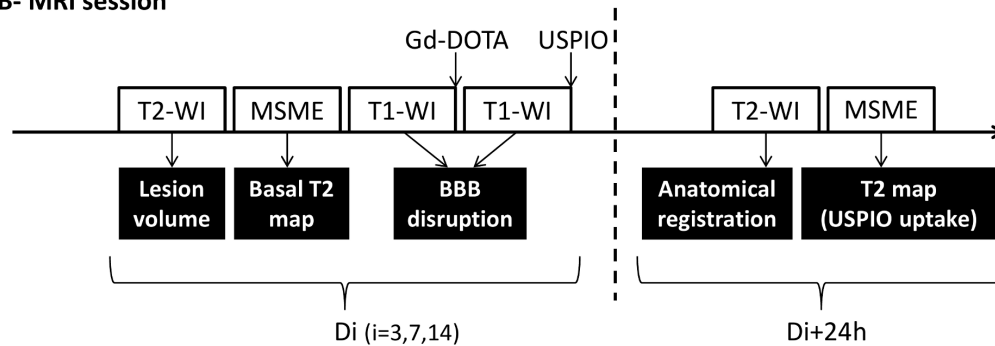 B- MRI session
Gd-DOTA USPIO
T2-WI MSME T1-WI T1-WI T2-WI MSME
Lesion volume
Basal T2 map
BBB disruption
Anatomical registration
T2 map (USPIO uptake)
Di (i=3,7,14)
Di+24h